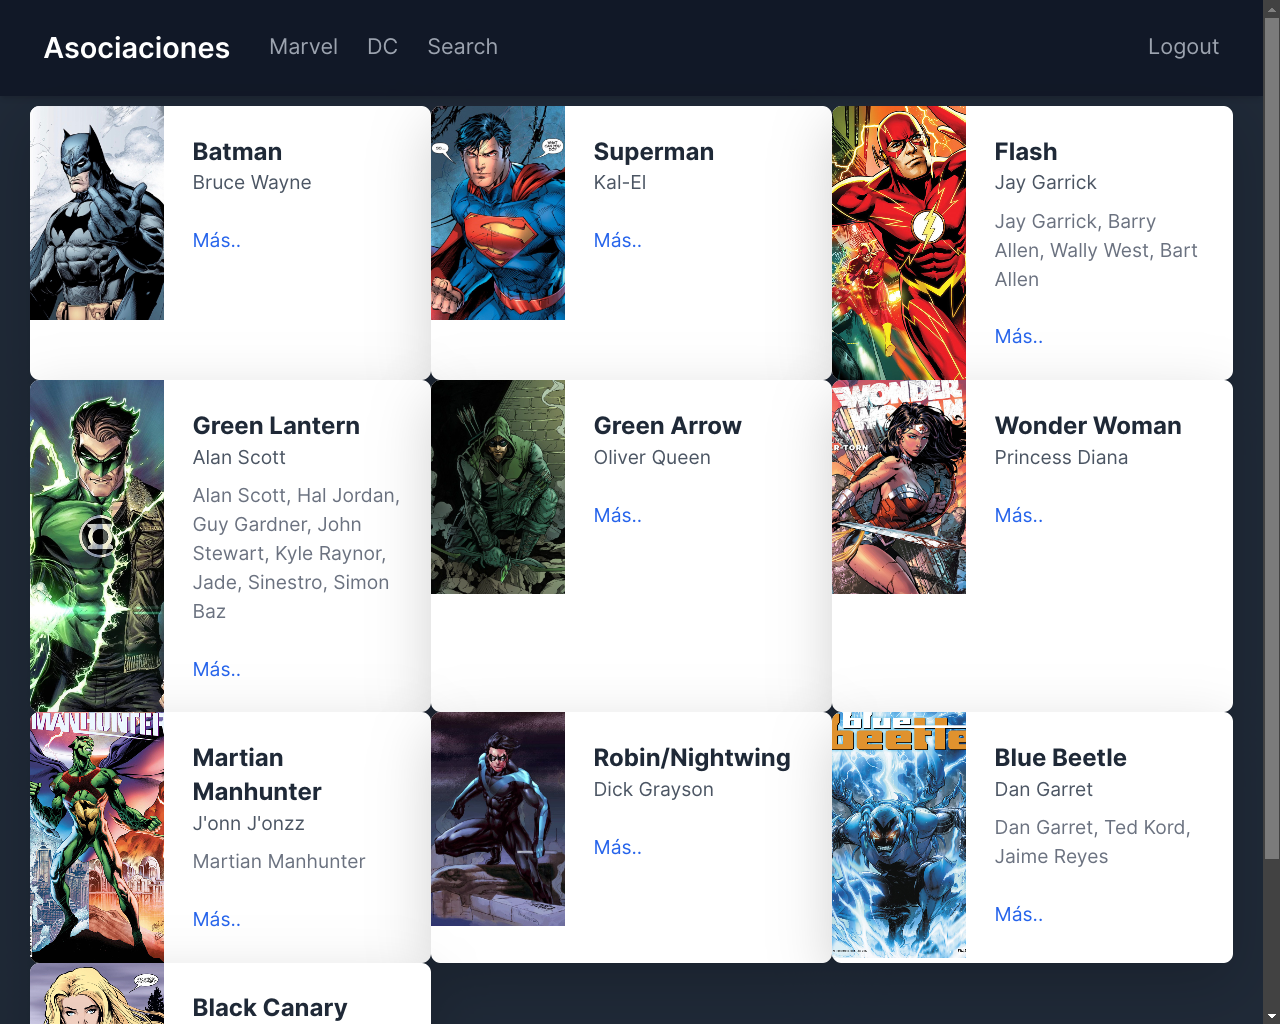 Asociaciones
Marvel
DC
Search
Logout
Batman
Bruce Wayne
Más..
Superman
Kal-El
Más..
Flash
Jay Garrick
Jay Garrick, Barry
Allen, Wally West, Bart
Allen
Más..
Green Lantern
Alan Scott
Alan Scott, Hal Jordan,
Guy Gardner, John
Stewart, Kyle Raynor,
Jade, Sinestro, Simon
Baz
Más..
Green Arrow
Oliver Queen
Más..
WONDER
Wonder Woman
Princess Diana
Más..
MANHUNTER
Martian
Manhunter
J'onn J'onzz
Martian Manhunter
Más..
Robin/Nightwing
Dick Grayson
Más..
blue
beetle
Blue Beetle
Dan Garret
Dan Garret, Ted Kord,
Jaime Reyes
Más..
Black Canary